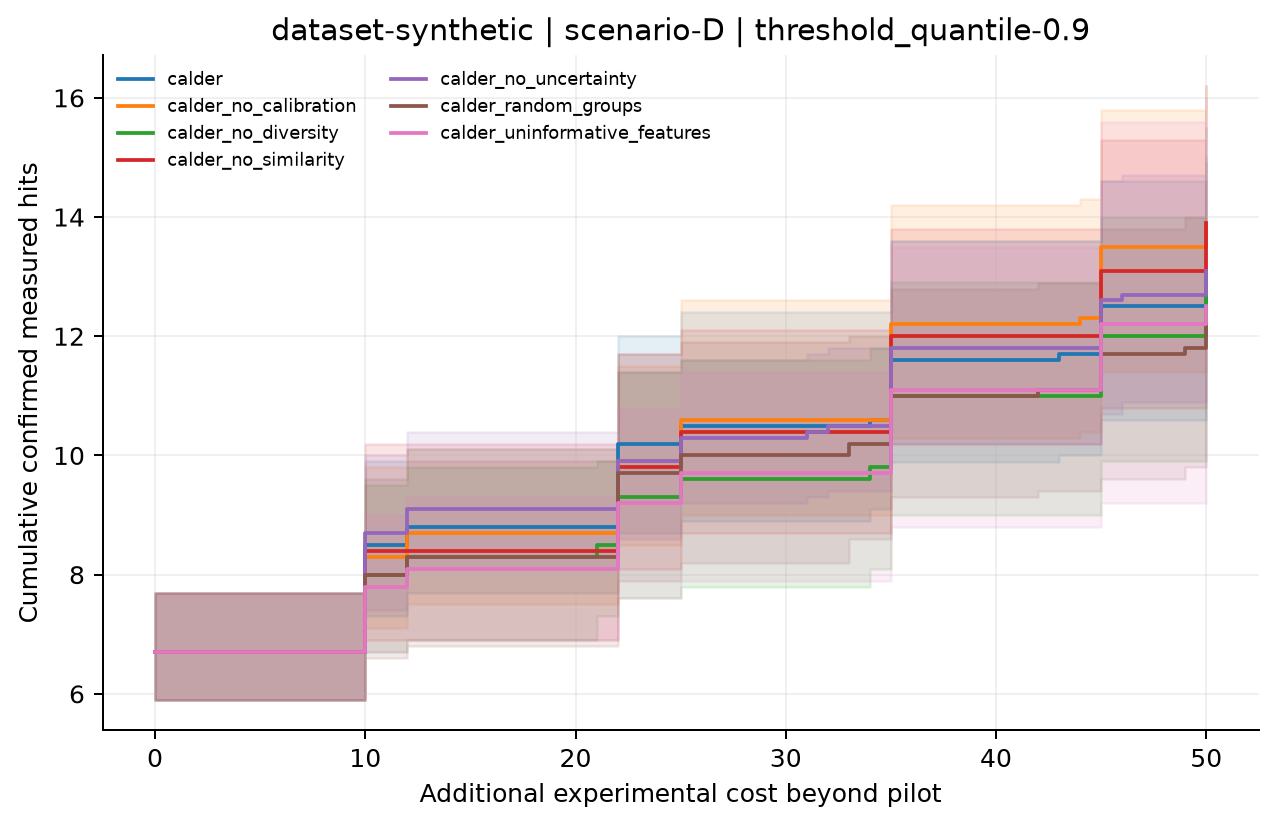 dataset-synthetic | scenario-D | threshold_quantile-0.9
calder
calder_no_calibration
calder_no_diversity
calder_no_similarity
calder_no_uncertainty
calder_random_groups
calder_uninformative_features
Cumulative confirmed measured hits
16
14
12
10
8
6
0
10
20
30
40
50
Additional experimental cost beyond pilot